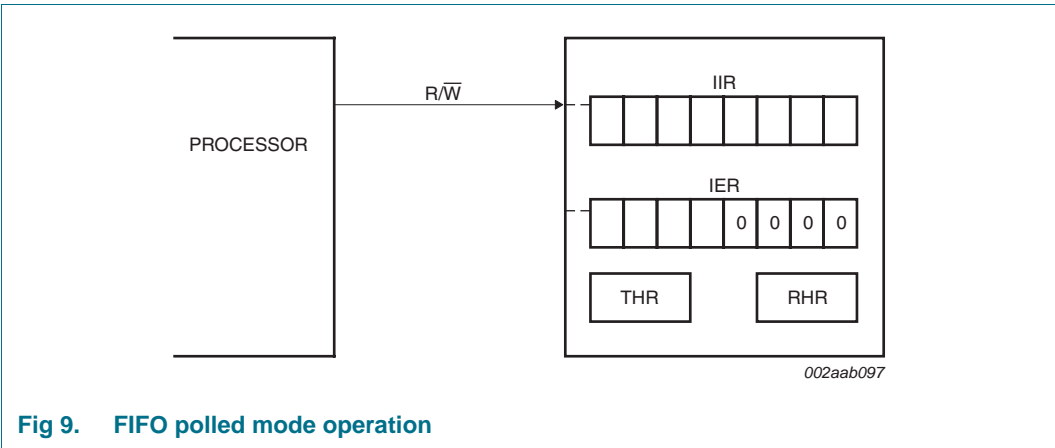 R/W̅
IIR
PROCESSOR
IER
0 0 0 0
THR RHR
002aab097
Fig 9. FIFO polled mode operation